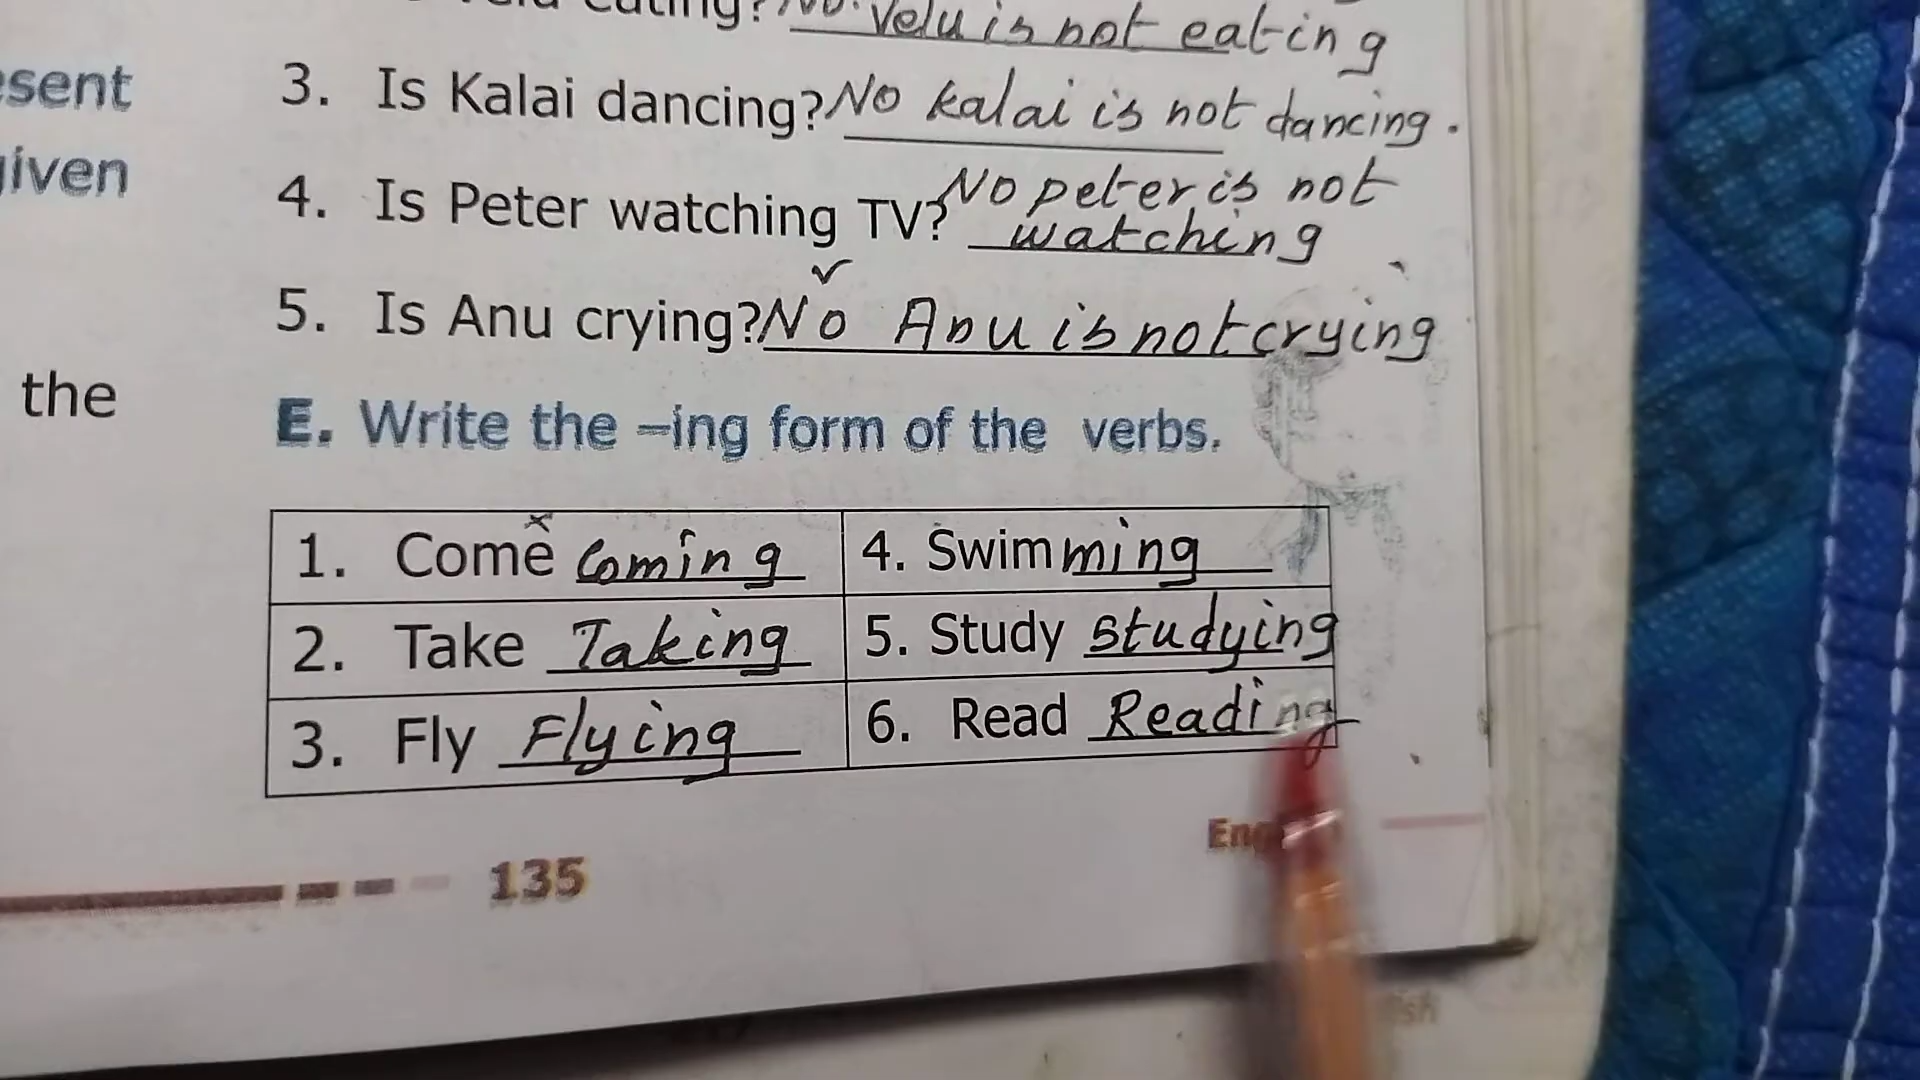 eating? No. Velu is not eating
3. Is Kalai dancing? No kalai is not dancing.
4. Is Peter watching TV? No peter is not
watching
5. Is Anu crying? No Anu is not crying
esent
given
the
E. Write the –ing form of the verbs.
1. Come coming
2. Take Taking
3. Fly Flying
4. Swimming
5. Study studying
6. Read Reading
135